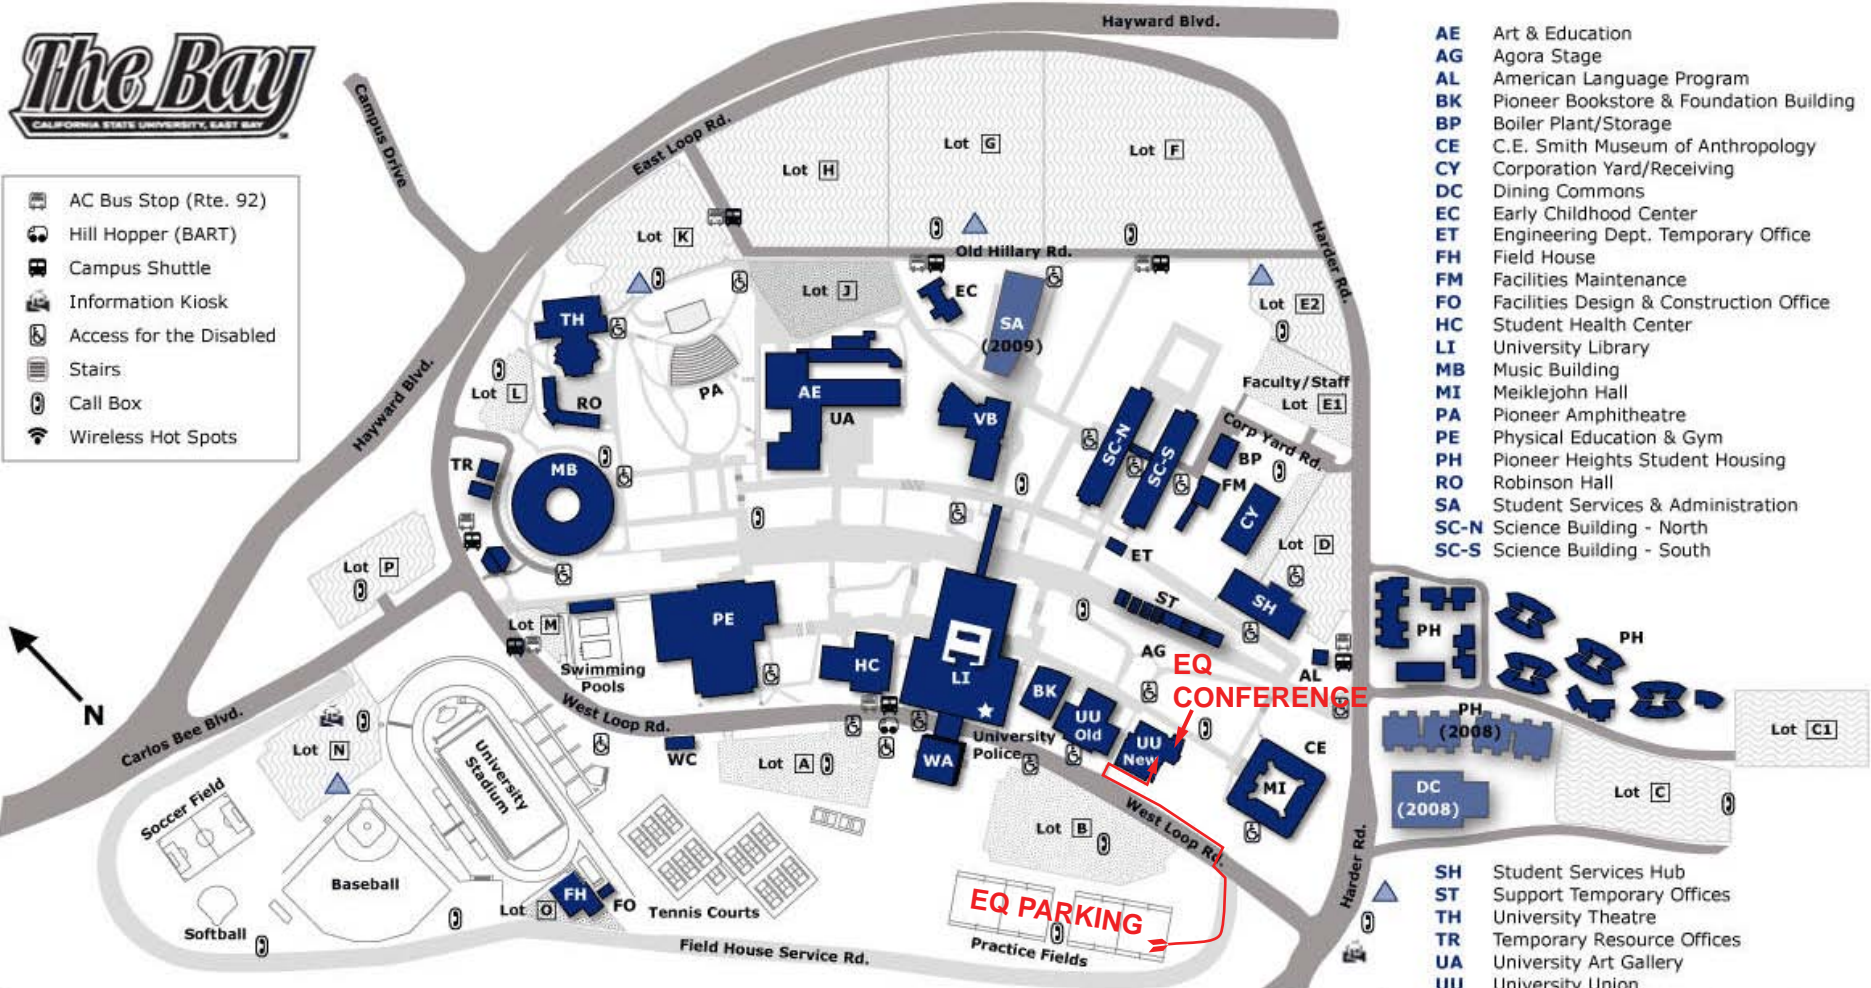 The Bay
CALIFORNIA STATE UNIVERSITY, EAST BAY
AC Bus Stop (Rte. 92)
Hill Hopper (BART)
Campus Shuttle
Information Kiosk
Access for the Disabled
Stairs
Call Box
Wireless Hot Spots
N
Hayward Blvd.
Campus Drive
East Loop Rd.
Lot H
Lot G
Lot F
Lot K
Old Hillary Rd.
Harder Rd.
Lot J
EC
SA
(2009)
Lot E2
TH
Lot L
RO
PA
AE
UA
VB
Faculty/Staff
Lot E1
Hayward Blvd.
SC-N
SC-S
Corp Yard Rd.
BP
FM
CY
TR
MB
Lot D
ET
Lot P
ST
SH
Lot M
PE
Swimming
Pools
HC
LI
BK
AG
AL
EQ
CONFERENCE
PH
PH
PH
(2008)
Lot C1
West Loop Rd.
UU
Old
UU
New
University
Police
CE
MI
WC
Lot A
WA
DC
(2008)
Lot C
Carlos Bee Blvd.
Lot N
University
Stadium
Soccer Field
Lot B
West Loop Rd.
Harder Rd.
Baseball
FH
FO
Lot O
Tennis Courts
Softball
EQ PARKING
Practice Fields
Field House Service Rd.
AE Art & Education
AG Agora Stage
AL American Language Program
BK Pioneer Bookstore & Foundation Building
BP Boiler Plant/Storage
CE C.E. Smith Museum of Anthropology
CY Corporation Yard/Receiving
DC Dining Commons
EC Early Childhood Center
ET Engineering Dept. Temporary Office
FH Field House
FM Facilities Maintenance
FO Facilities Design & Construction Office
HC Student Health Center
LI University Library
MB Music Building
MI Meiklejohn Hall
PA Pioneer Amphitheatre
PE Physical Education & Gym
PH Pioneer Heights Student Housing
RO Robinson Hall
SA Student Services & Administration
SC-N Science Building - North
SC-S Science Building - South
SH Student Services Hub
ST Support Temporary Offices
TH University Theatre
TR Temporary Resource Offices
UA University Art Gallery
UU University Union